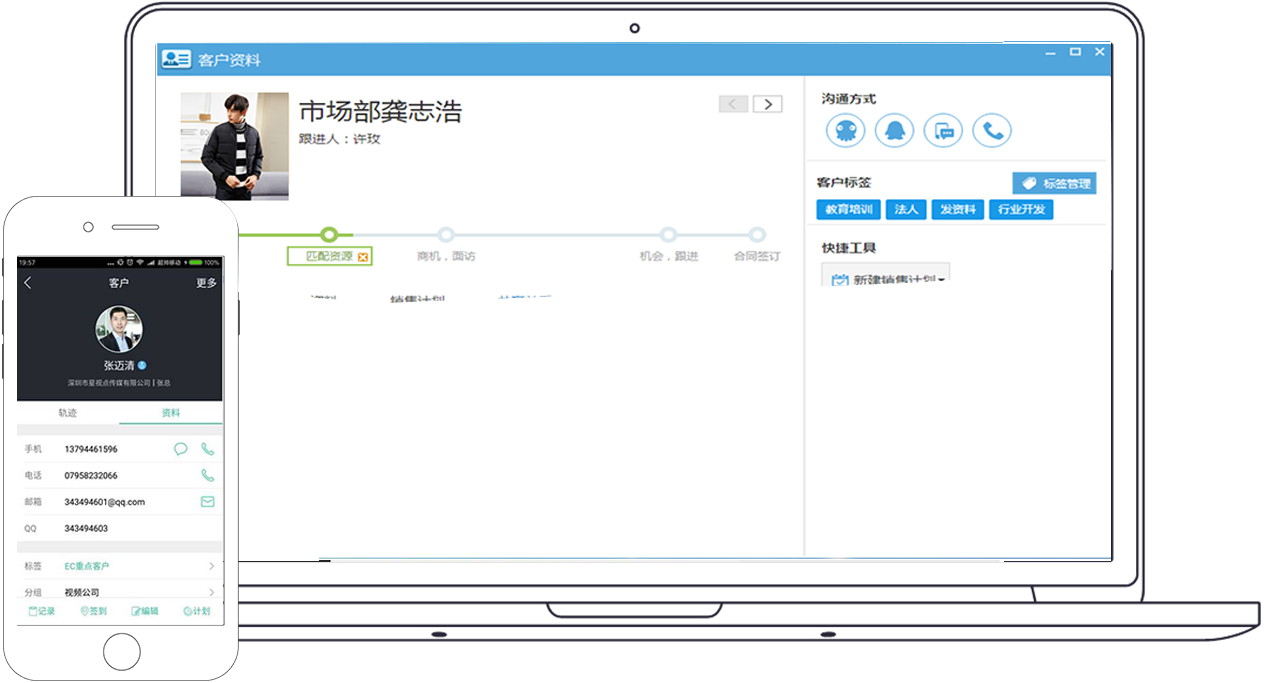 客户资料
市场部龚志浩
跟进人：许玫
匹配资源
商机，面访
机会，跟进
合同签订
销售计划
沟通方式
客户标签
标签管理
教育培训
法人
发资料
行业开发
快捷工具
新建销售计划
19:57
100%
客户
更多
张迈清
深圳市星视点传媒有限公司 | 张总
轨迹
资料
手机 13794461596
电话 07958232066
邮箱 343494601@qq.com
QQ 343494603
标签 EC重点客户
分组 视频公司
记录
签到
编辑
计划